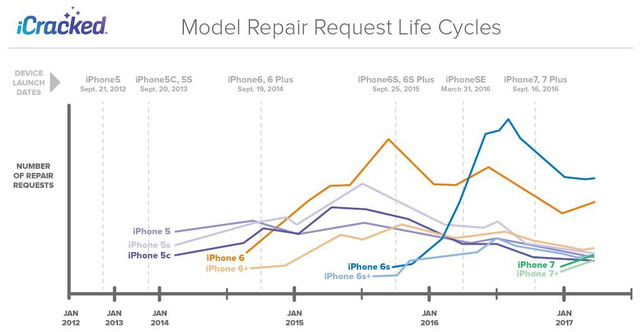 iCracked
Model Repair Request Life Cycles
DEVICE
LAUNCH
DATES
iPhone5
Sept. 21, 2012
iPhone5C, 5S
Sept. 20, 2013
iPhone6, 6 Plus
Sept. 19, 2014
iPhone6S, 6S Plus
Sept. 25, 2015
iPhoneSE
March 31, 2016
iPhone7, 7 Plus
Sept. 16, 2016
NUMBER
OF REPAIR
REQUESTS
iPhone 5
iPhone 5s
iPhone 5c
iPhone 6
iPhone 6+
iPhone 6s
iPhone 6s+
iPhone 7
iPhone 7+
JAN
2012
JAN
2013
JAN
2014
JAN
2015
JAN
2016
JAN
2017